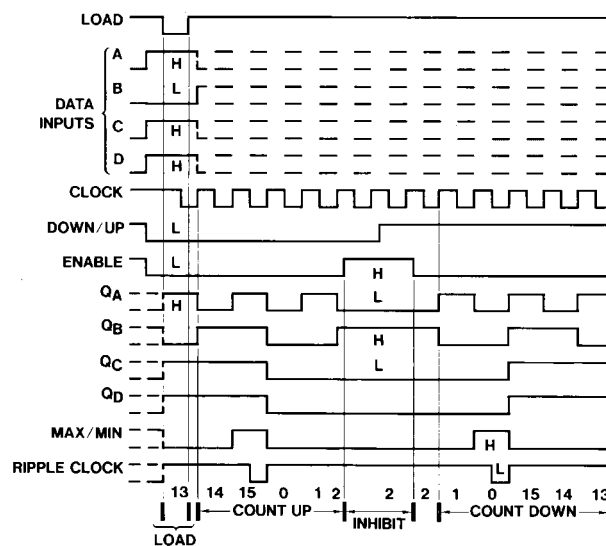 LOAD
A H
B L
DATA INPUTS
C H
D H
CLOCK
DOWN/UP L
ENABLE L H
QA H L
QB H
QC L
QD
MAX/MIN H
RIPPLE CLOCK L
13 14 15 0 1 2 2 2 1 0 15 14 13
COUNT UP INHIBIT COUNT DOWN
LOAD